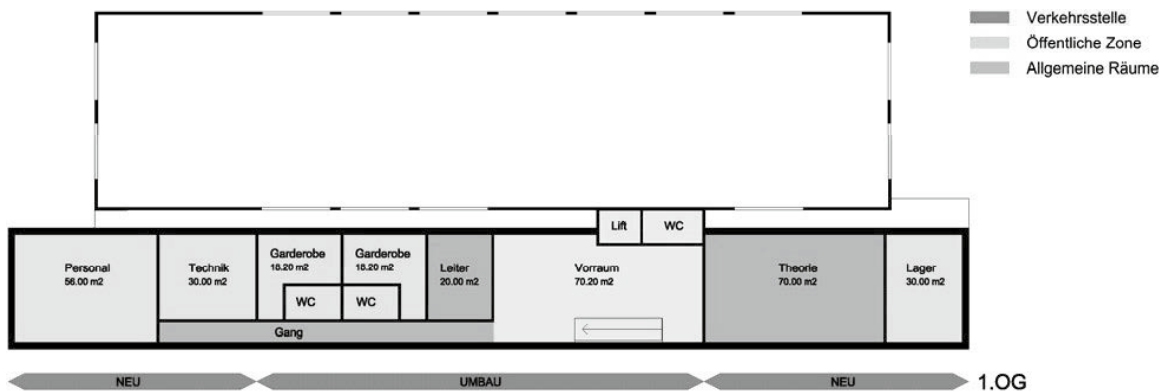 Verkehrsstelle
Öffentliche Zone
Allgemeine Räume
Lift
WC
Personal
56.00 m2
Technik
30.00 m2
Garderobe
16.20 m2
Garderobe
16.20 m2
Leiter
20.00 m2
Vorraum
70.20 m2
Theorie
70.00 m2
Lager
30.00 m2
WC
WC
Gang
NEU
UMBAU
NEU
1.OG